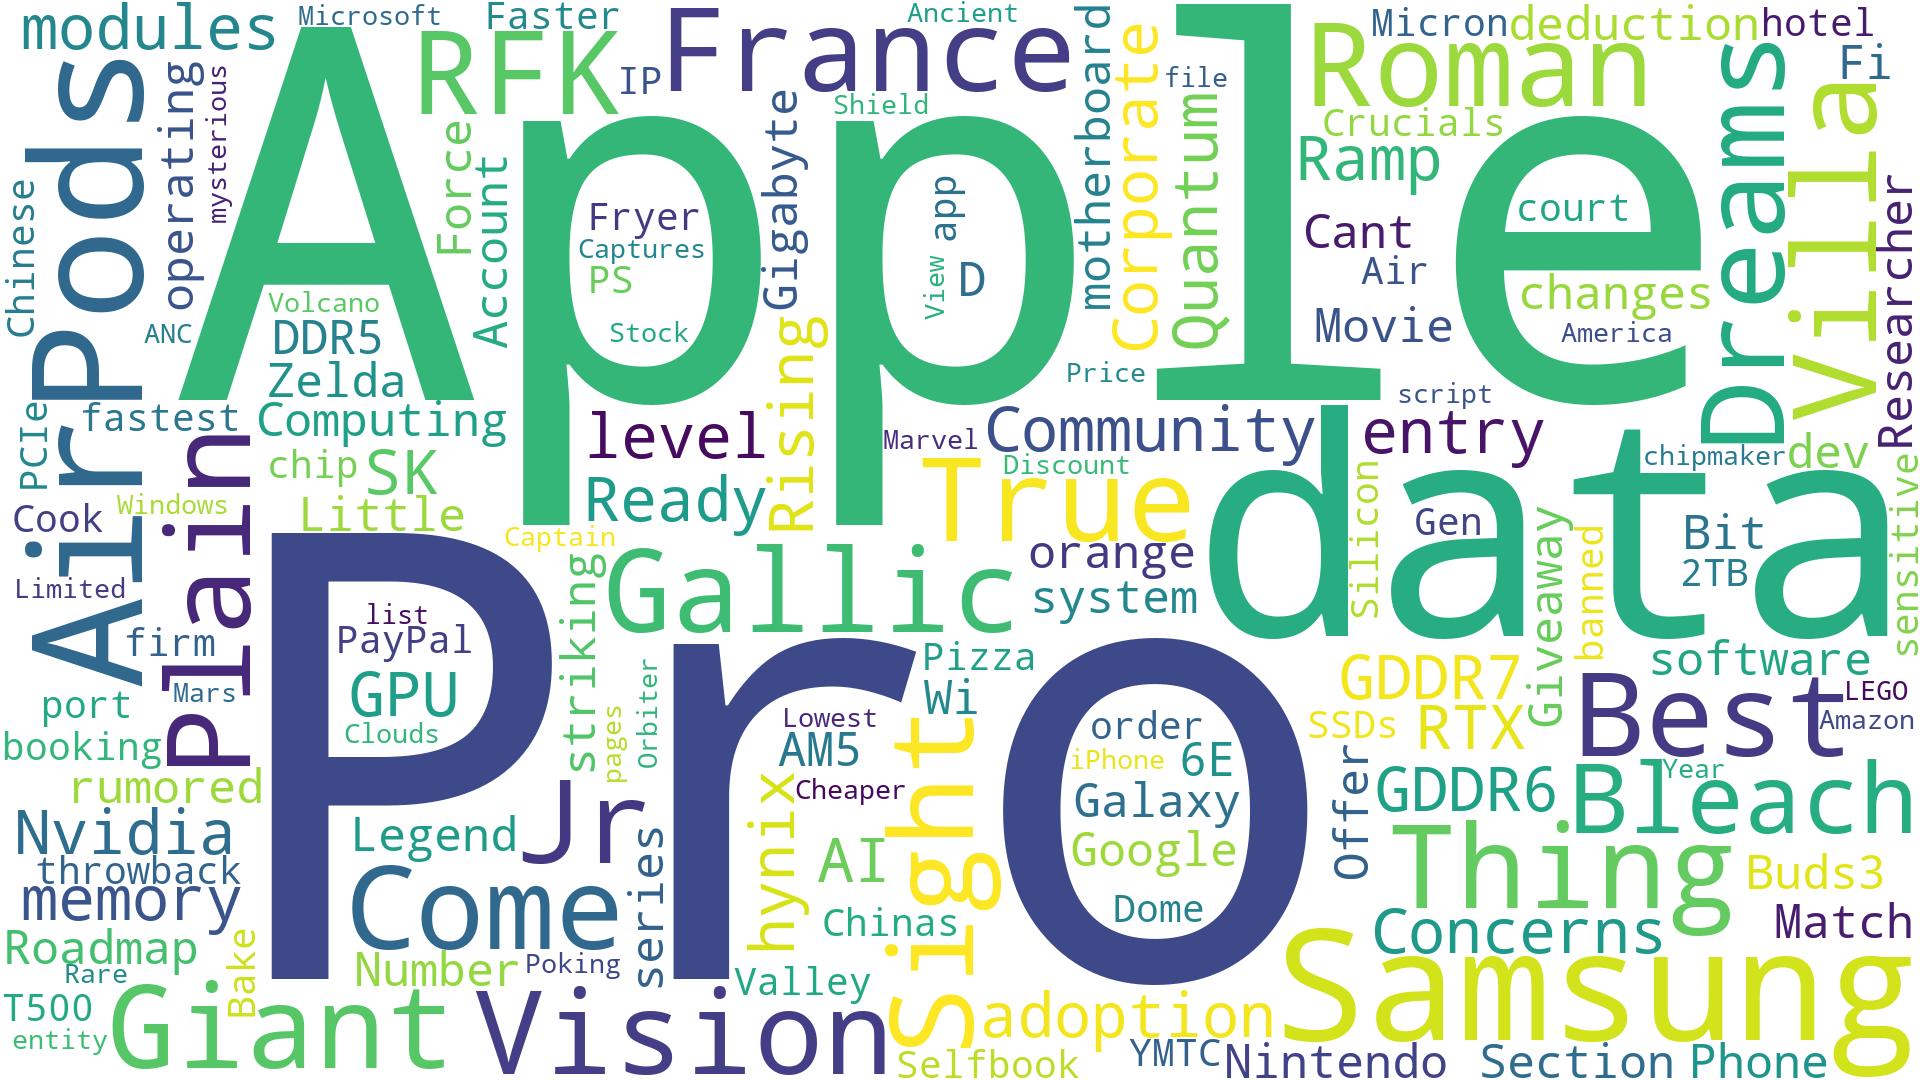 Apple
Pro
data
AirPods
Samsung
Vision
Sight
Plain
Villa
Dreams
Roman
France
RFK
Gallic
True
Giant
Come
Jr
Thing
Bleach
Best
modules
Microsoft
Faster
Ancient
Micron
deduction
hotel
IP
file
Fi
operating
mysterious
Force
Account
Gigabyte
Shield
motherboard
Corporate
Quantum
Crucials
Ramp
Chinese
Fryer
Captures
PS
Stock
app
View
D
Cant
Air
Movie
court
changes
America
Researcher
ANC
Volcano
DDR5
Zelda
Computing
PCIe
fastest
level
Rising
Price
script
Marvel
Community
entry
Discount
chipmaker
dev
chip
SK
Little
Ready
Cook
Windows
Captain
orange
system
Silicon
Gen
Giveaway
banned
Bit
2TB
sensitive
Limited
firm
list
PayPal
GPU
Clouds
striking
pages
Orbiter
Pizza
Wi
GDDR7
RTX
SSDs
software
LEGO
Amazon
port
Mars
booking
rumored
Lowest
AM5
Cheaper
order
iPhone
6E
Galaxy
Google
Dome
Offer
GDDR6
Year
Nvidia
throwback
memory
Legend
series
hynix
AI
Chinas
Buds3
Match
Concerns
Roadmap
Rare
Bake
Number
Poking
Valley
T500
entity
adoption
Selfbook
YMTC
Nintendo
Section
Phone